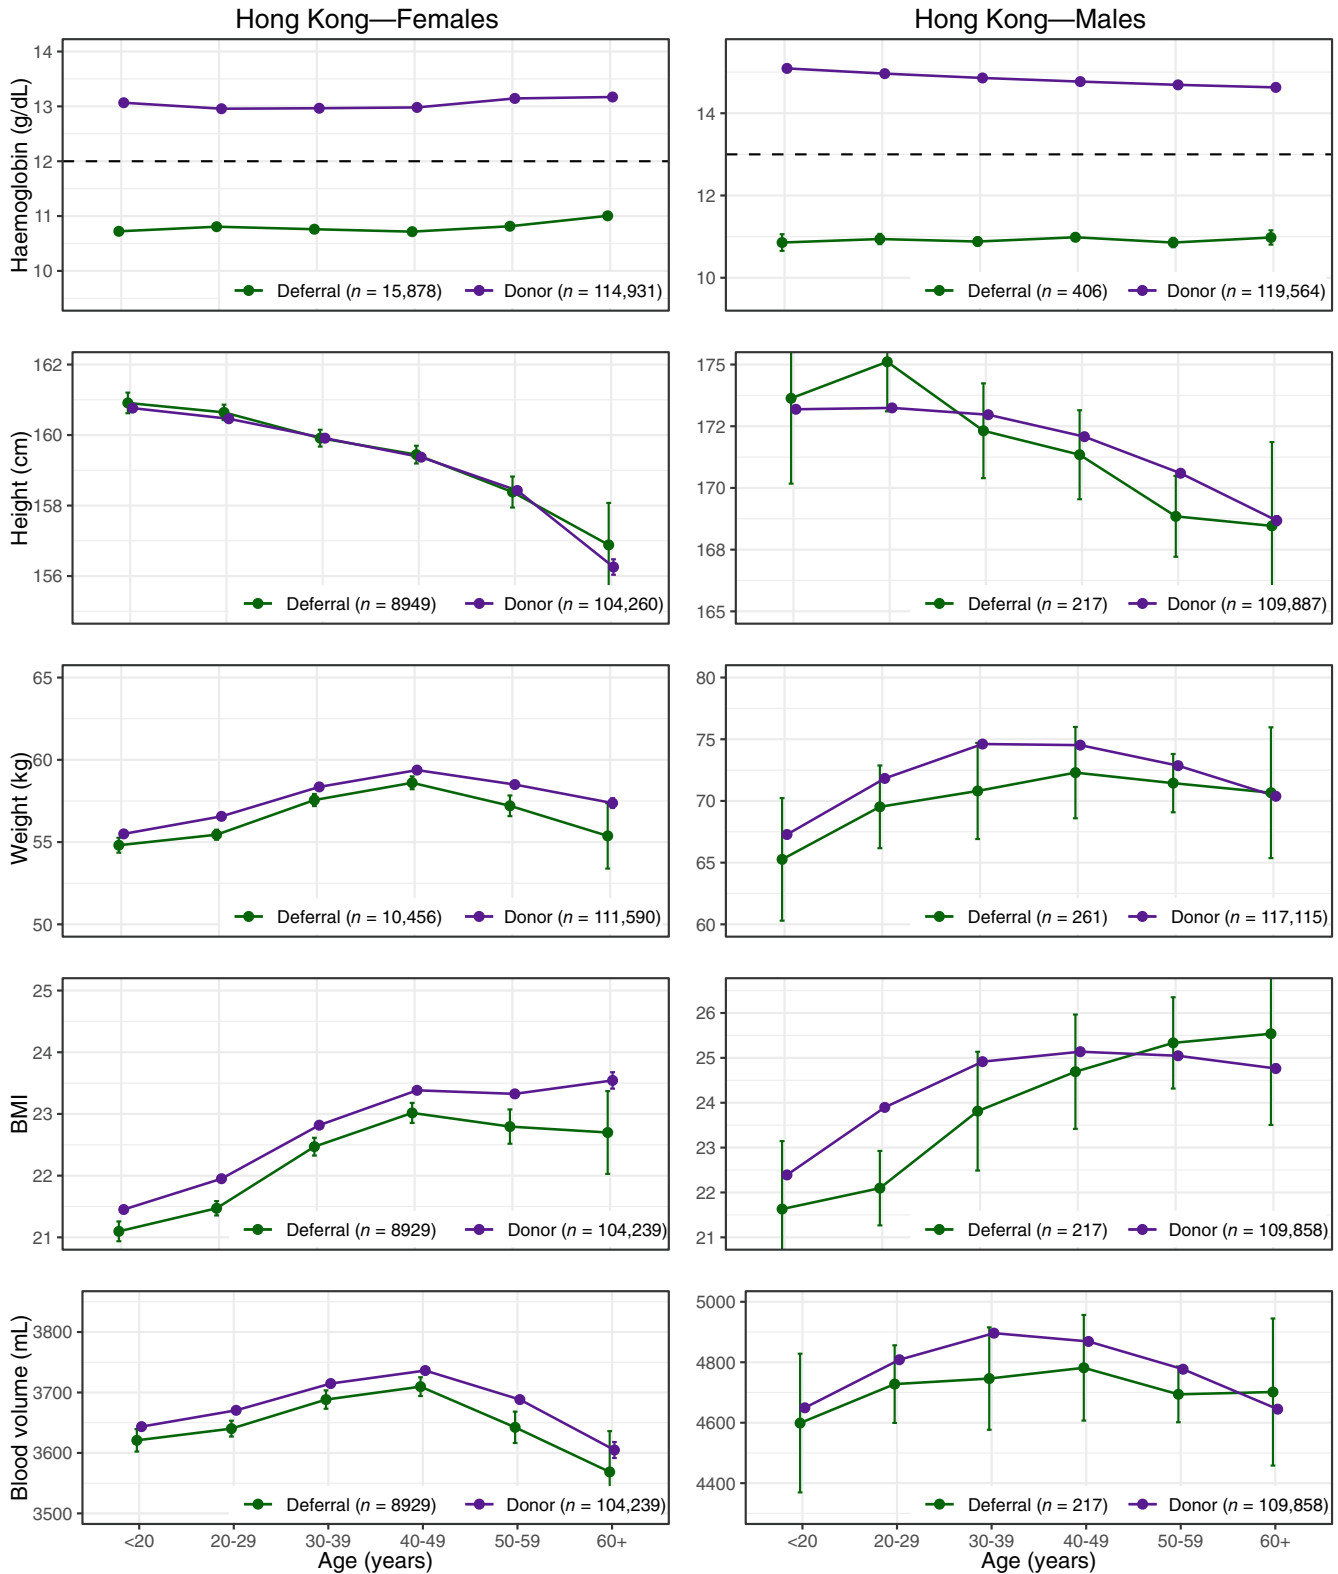 Hong Kong—Females
Haemoglobin (g/dL)
14
13
12
11
10
Deferral (n = 15,878) Donor (n = 114,931)
Hong Kong—Males
14
12
10
Deferral (n = 406) Donor (n = 119,564)
Height (cm)
162
160
158
156
Deferral (n = 8949) Donor (n = 104,260)
175
172
170
168
165
Deferral (n = 217) Donor (n = 109,887)
Weight (kg)
65
60
55
50
Deferral (n = 10,456) Donor (n = 111,590)
80
75
70
65
60
Deferral (n = 261) Donor (n = 117,115)
BMI
25
24
23
22
21
Deferral (n = 8929) Donor (n = 104,239)
26
25
24
23
22
21
Deferral (n = 217) Donor (n = 109,858)
Blood volume (mL)
3800
3700
3600
3500
Deferral (n = 8929) Donor (n = 104,239)
<20 20-29 30-39 40-49 50-59 60+
Age (years)
5000
4800
4600
4400
Deferral (n = 217) Donor (n = 109,858)
<20 20-29 30-39 40-49 50-59 60+
Age (years)